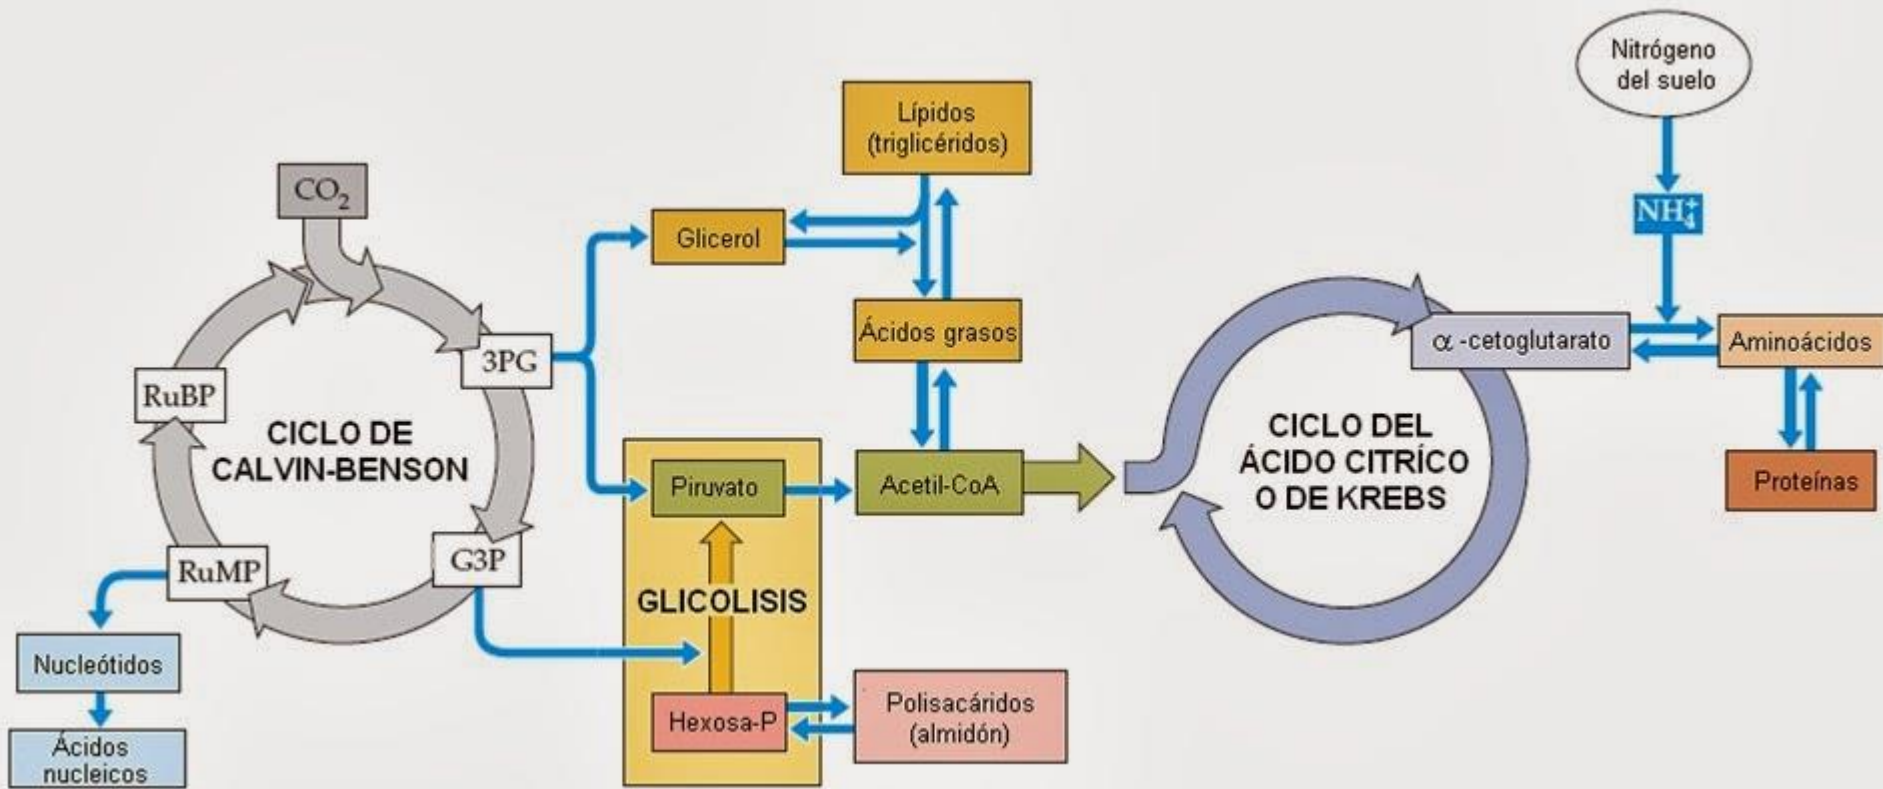 Nitrógeno
del suelo
Lípidos
(triglicéridos)
CO₂
NH₄⁺
Glicerol
Ácidos grasos
3PG
α -cetoglutarato
Aminoácidos
RuBP
CICLO DE
CALVIN-BENSON
CICLO DEL
ÁCIDO CITRÍCO
O DE KREBS
Piruvato
Acetil-CoA
Proteínas
G3P
RuMP
GLICOLISIS
Nucleótidos
Hexosa-P
Polisacáridos
(almidón)
Ácidos
nucleicos